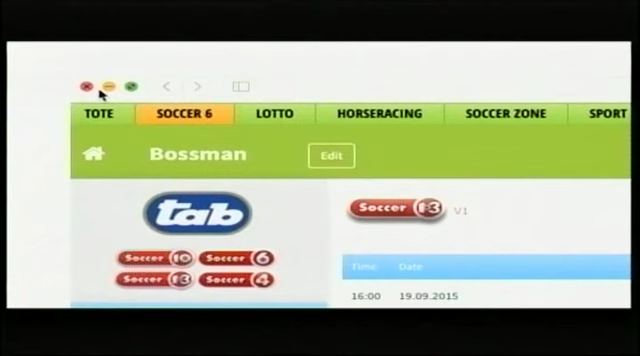 TOTE SOCCER 6 LOTTO HORSERACING SOCCER ZONE SPORT
Bossman Edit
tab
Soccer 13 V1
Soccer 10 Soccer 6
Soccer 13 Soccer 4
Time Date
16:00 19.09.2015